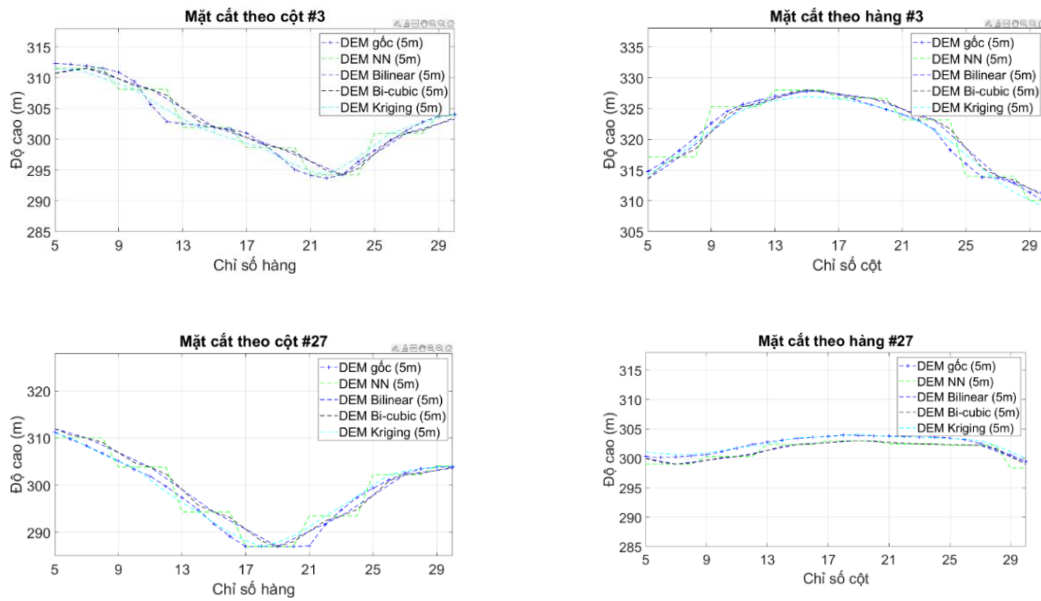 Mặt cắt theo cột #3
DEM gốc (5m)
DEM NN (5m)
DEM Bilinear (5m)
DEM Bi-cubic (5m)
DEM Kriging (5m)
315
310
305
300
295
290
285
Độ cao (m)
5 9 13 17 21 25 29
Chỉ số hàng
Mặt cắt theo hàng #3
DEM gốc (5m)
DEM NN (5m)
DEM Bilinear (5m)
DEM Bi-cubic (5m)
DEM Kriging (5m)
335
330
325
320
315
310
305
Độ cao (m)
5 9 13 17 21 25 29
Chỉ số cột
Mặt cắt theo cột #27
DEM gốc (5m)
DEM NN (5m)
DEM Bilinear (5m)
DEM Bi-cubic (5m)
DEM Kriging (5m)
320
310
300
290
Độ cao (m)
5 9 13 17 21 25 29
Chỉ số hàng
Mặt cắt theo hàng #27
DEM gốc (5m)
DEM NN (5m)
DEM Bilinear (5m)
DEM Bi-cubic (5m)
DEM Kriging (5m)
315
310
305
300
295
290
285
Độ cao (m)
5 9 13 17 21 25 29
Chỉ số cột